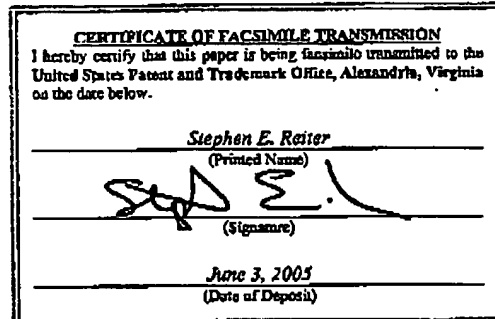 CERTIFICATE OF FACSIMILE TRANSMISSION
I hereby certify that this paper is being facsimile transmitted to the
United States Patent and Trademark Office, Alexandria, Virginia
on the date below.
Stephen E. Reiter
(Printed Name)
(Signature)
June 3, 2005
(Date of Deposit)